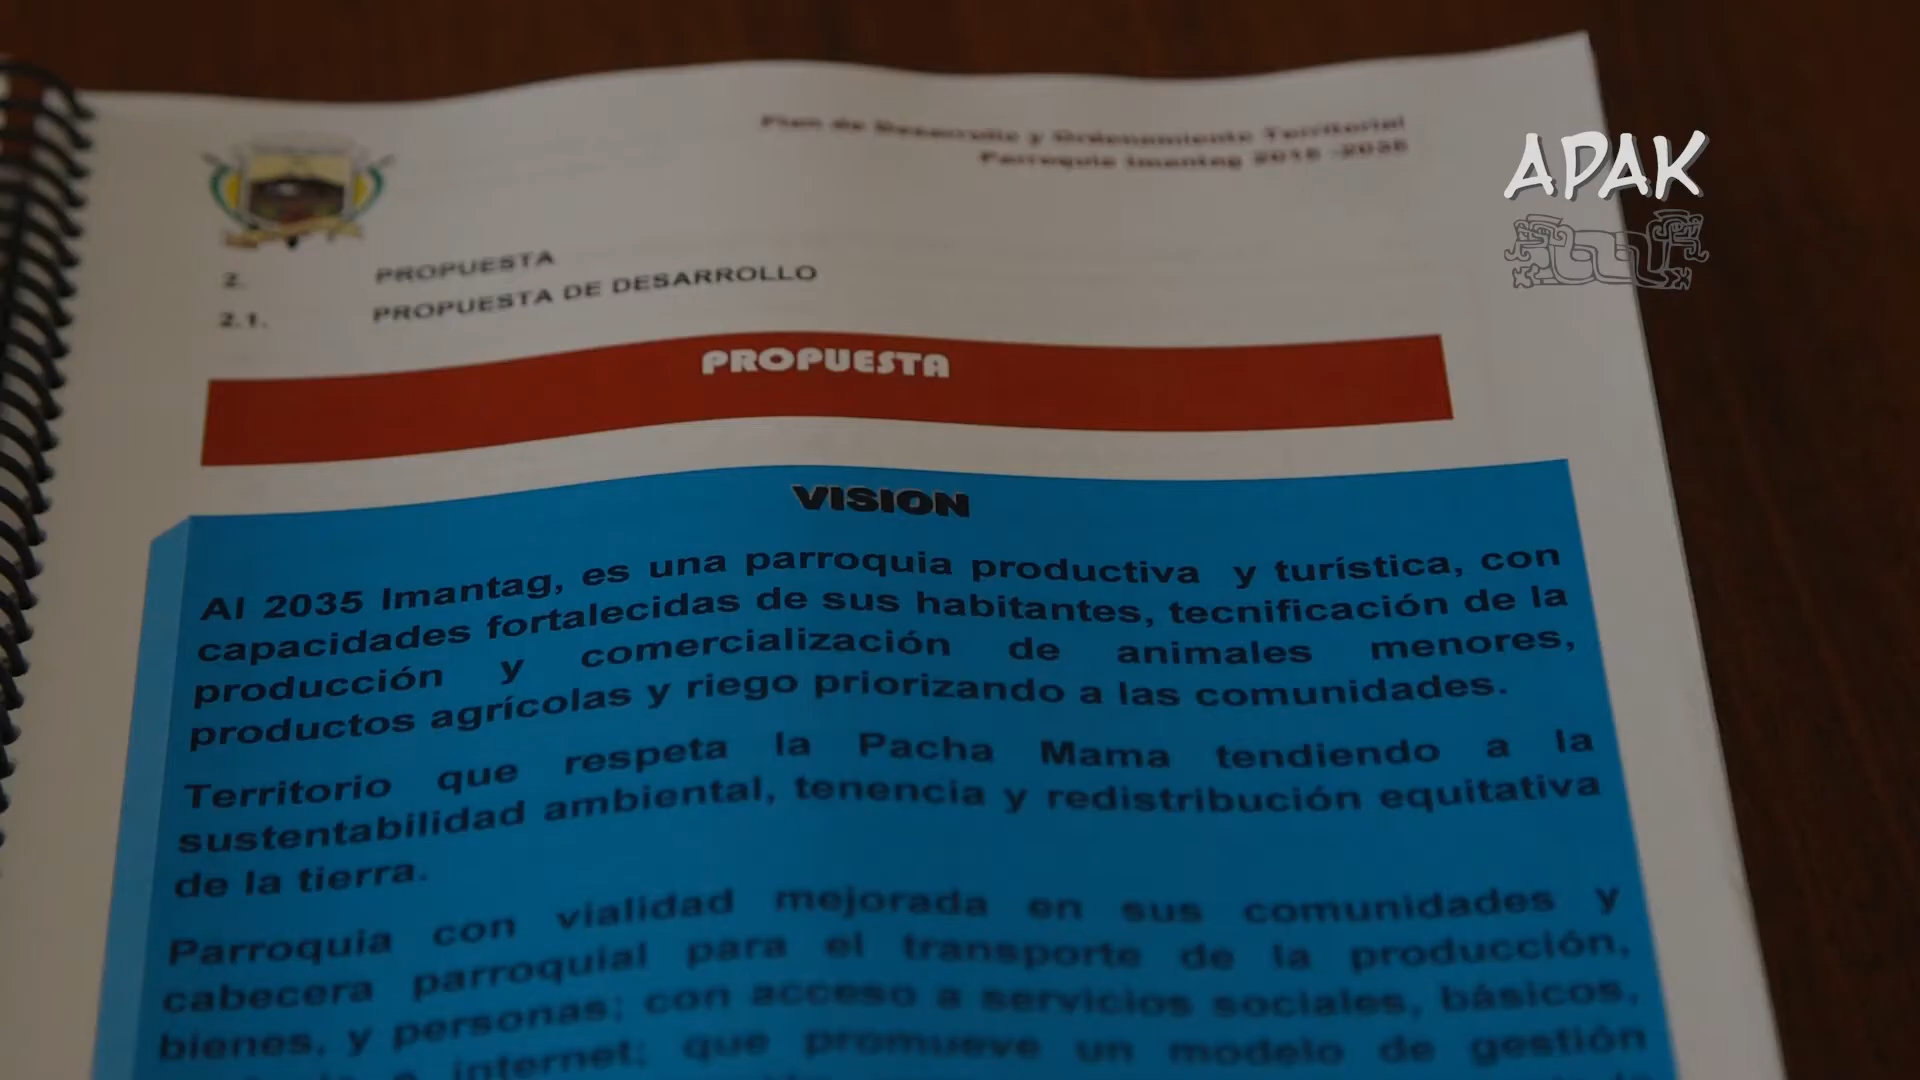 Plan de Desarrollo y Ordenamiento Territorial
Parroquia Imantag 2015 -2035
APAK
2. PROPUESTA
2.1. PROPUESTA DE DESARROLLO
PROPUESTA
VISION
Al 2035 Imantag, es una parroquia productiva y turística, con
capacidades fortalecidas de sus habitantes, tecnificación de la
producción y comercialización de animales menores,
productos agrícolas y riego priorizando a las comunidades.
Territorio que respeta la Pacha Mama tendiendo a la
sustentabilidad ambiental, tenencia y redistribución equitativa
de la tierra.
Parroquia con vialidad mejorada en sus comunidades y
cabecera parroquial para el transporte de la producción,
bienes, y personas; con acceso a servicios sociales, básicos,
e internet; que promueve un modelo de gestión